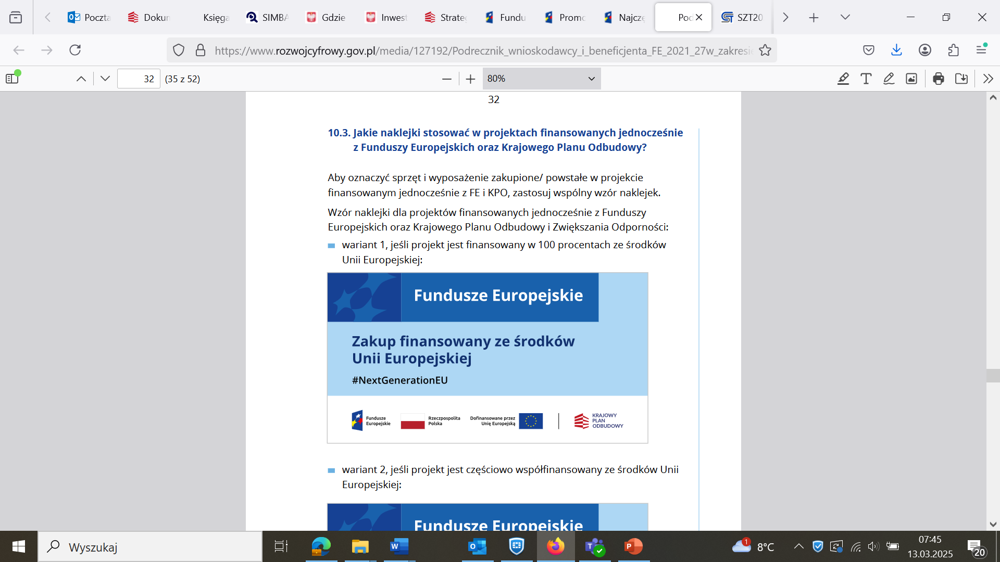 Poczta
Dokun
Księga
SIMBA
Gdzie
Inwest
Strateg
Fundu
Promo
Najczę
Pod
SZT20
https://www.rozwojcyfrowy.gov.pl/media/127192/Podrecznik_wnioskodawcy_i_beneficjenta_FE_2021_27w_zakresie
32
(35 z 52)
80%
32
10.3. Jakie naklejki stosować w projektach finansowanych jednocześnie
z Funduszy Europejskich oraz Krajowego Planu Odbudowy?
Aby oznaczyć sprzęt i wyposażenie zakupione/ powstałe w projekcie
finansowanym jednocześnie z FE i KPO, zastosuj wspólny wzór naklejek.
Wzór naklejki dla projektów finansowanych jednocześnie z Funduszy
Europejskich oraz Krajowego Planu Odbudowy i Zwiększania Odporności:
wariant 1, jeśli projekt jest finansowany w 100 procentach ze środków
Unii Europejskiej:
Fundusze Europejskie
Zakup finansowany ze środków
Unii Europejskiej
#NextGenerationEU
Fundusze
Europejskie
Rzeczpospolita
Polska
Dofinansowane przez
Unię Europejską
KRAJOWY
PLAN
ODBUDOWY
wariant 2, jeśli projekt jest częściowo współfinansowany ze środków Unii
Europejskiej:
Fundusze Europejskie
Wyszukaj
1
8°C
07:45
13.03.2025
20